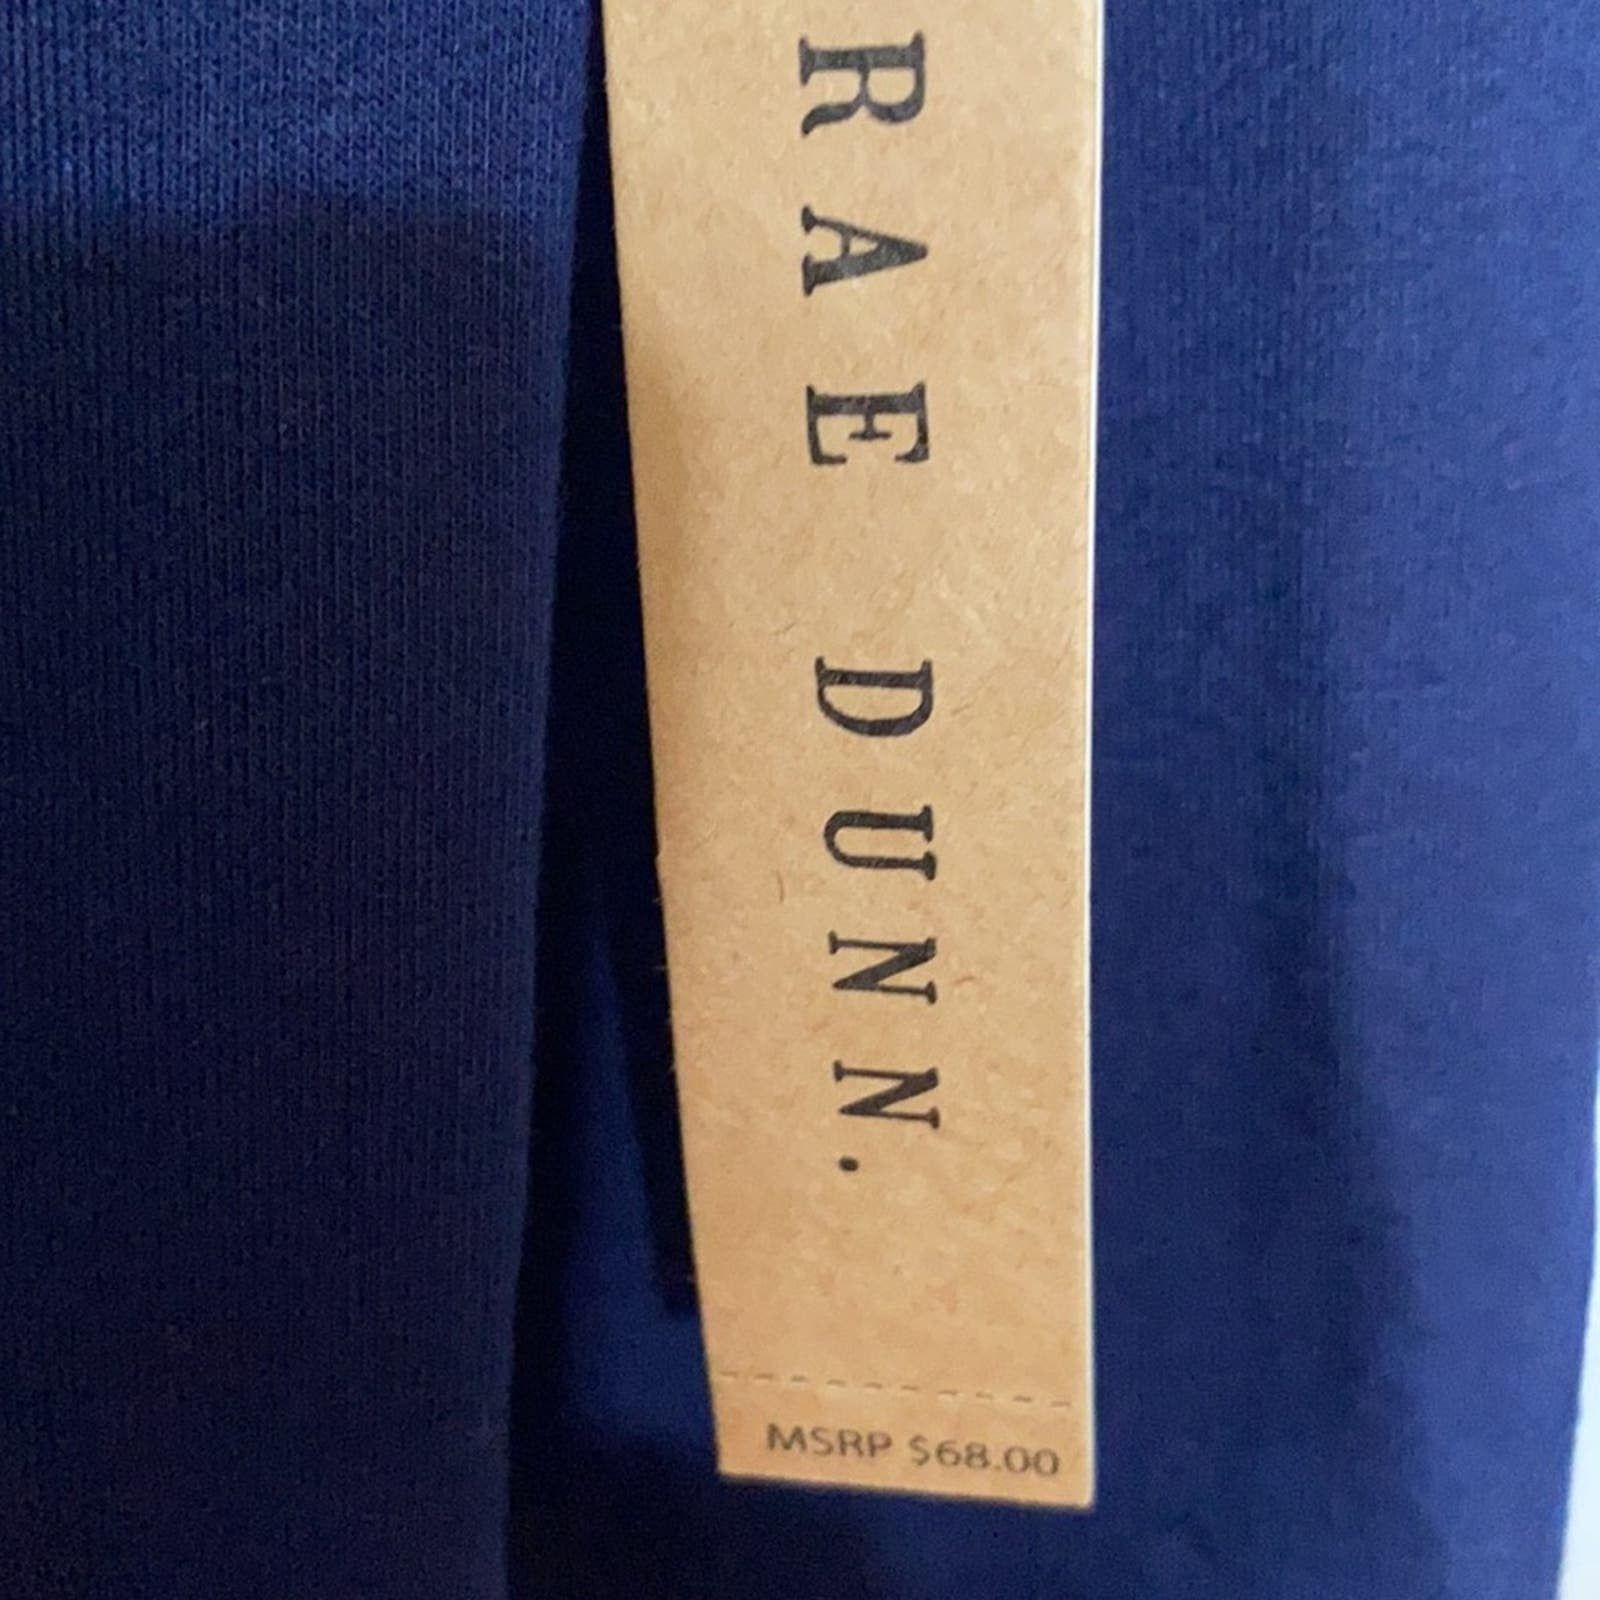 RAE DUNN.
MSRP $68.00